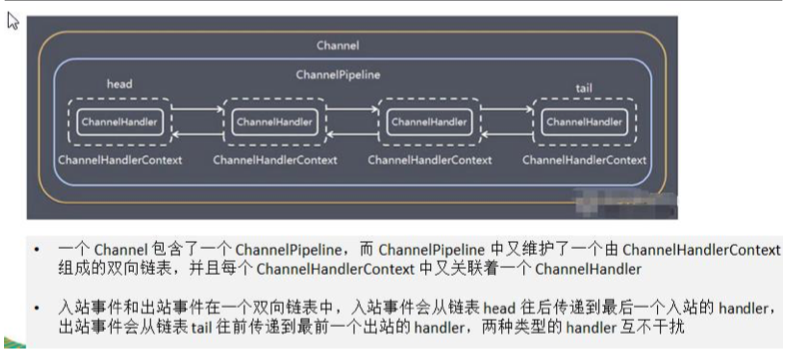 Channel
ChannelPipeline
head
tail
ChannelHandler ChannelHandler ChannelHandler ChannelHandler
ChannelHandlerContext ChannelHandlerContext ChannelHandlerContext ChannelHandlerContext
• 一个 Channel 包含了一个 ChannelPipeline，而 ChannelPipeline 中又维护了一个由 ChannelHandlerContext
组成的双向链表，并且每个 ChannelHandlerContext 中又关联着一个 ChannelHandler
• 入站事件和出站事件在一个双向链表中，入站事件会从链表 head 往后传递到最后一个入站的 handler，
出站事件会从链表 tail 往前传递到最前一个出站的 handler，两种类型的 handler 互不干扰